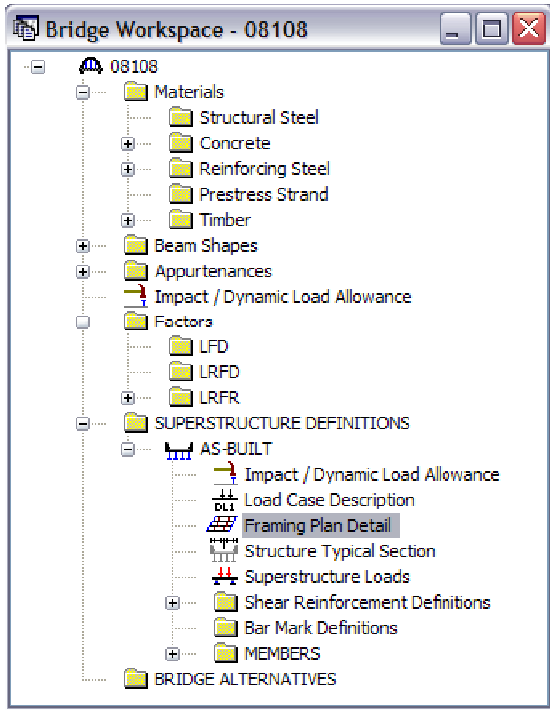 Bridge Workspace - 08108
08108
Materials
Structural Steel
Concrete
Reinforcing Steel
Prestress Strand
Timber
Beam Shapes
Appurtenances
Impact / Dynamic Load Allowance
Factors
LFD
LRFD
LRFR
SUPERSTRUCTURE DEFINITIONS
AS-BUILT
Impact / Dynamic Load Allowance
DL1 Load Case Description
Framing Plan Detail
Structure Typical Section
Superstructure Loads
Shear Reinforcement Definitions
Bar Mark Definitions
MEMBERS
BRIDGE ALTERNATIVES